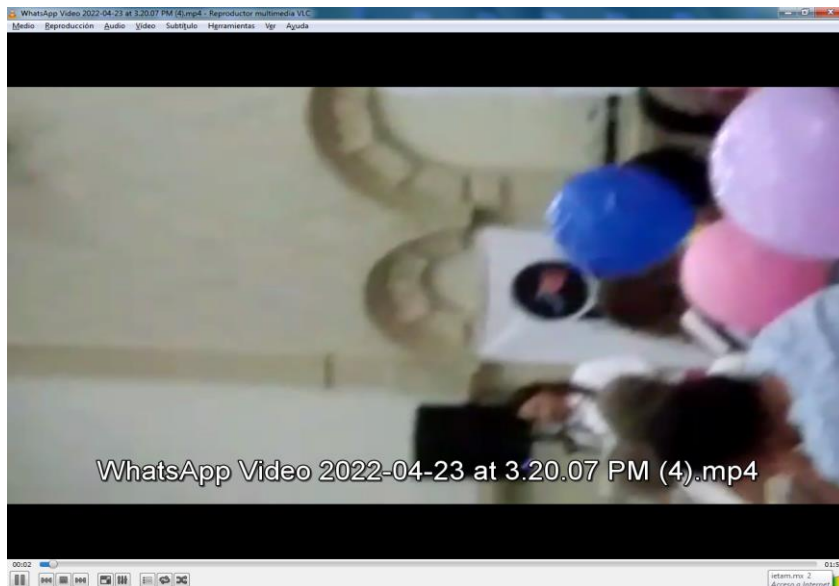 WhatsApp Video 2022-04-23 at 3.20.07 PM (4).mp4 - Reproductor multimedia VLC
Medio Reproducción Audio Vídeo Subtítulo Herramientas Ver Ayuda
WhatsApp Video 2022-04-23 at 3.20.07 PM (4).mp4
00:02
ietam.mx 2
Acceso a Internet